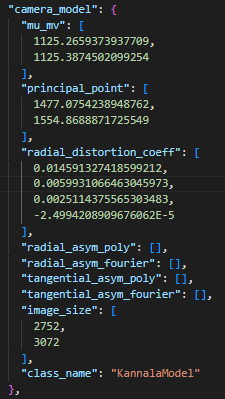 "camera_model": {
"mu_mv": [
1125.2659373937709,
1125.3874502099254
],
"principal_point": [
1477.0754238948762,
1554.8688871725549
],
"radial_distortion_coeff": [
0.014591327418599212,
0.0059931066463045973,
0.0025114375565303483,
-2.4994208909676062E-5
],
"radial_asym_poly": [],
"radial_asym_fourier": [],
"tangential_asym_poly": [],
"tangential_asym_fourier": [],
"image_size": [
2752,
3072
],
"class_name": "KannalaModel"
},